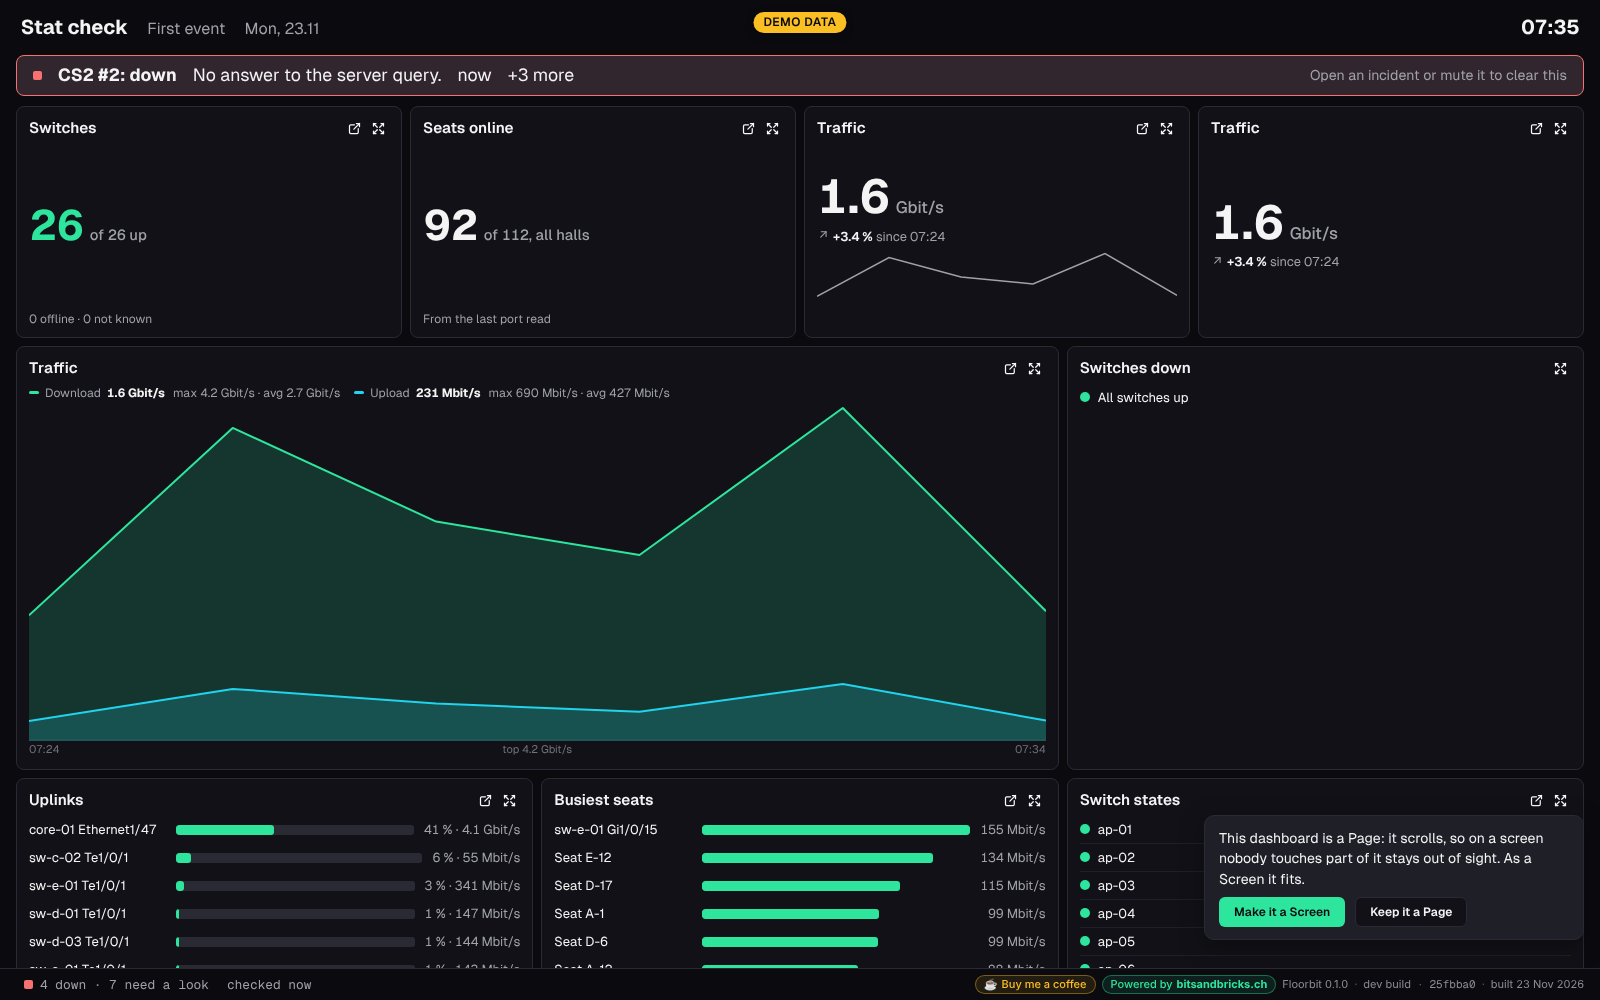 Stat check First event Mon, 23.11
DEMO DATA
07:35
CS2 #2: down No answer to the server query. now +3 more
Open an incident or mute it to clear this
Switches
26 of 26 up
0 offline · 0 not known
Seats online
92 of 112, all halls
From the last port read
Traffic
1.6 Gbit/s
+3.4 % since 07:24
Traffic
1.6 Gbit/s
+3.4 % since 07:24
Traffic
Download 1.6 Gbit/s max 4.2 Gbit/s · avg 2.7 Gbit/s Upload 231 Mbit/s max 690 Mbit/s · avg 427 Mbit/s
07:24 top 4.2 Gbit/s 07:34
Switches down
All switches up
Uplinks
core-01 Ethernet1/47 41 % · 4.1 Gbit/s
sw-c-02 Te1/0/1 6 % · 55 Mbit/s
sw-e-01 Te1/0/1 3 % · 341 Mbit/s
sw-d-01 Te1/0/1 1 % · 147 Mbit/s
sw-d-03 Te1/0/1 1 % · 144 Mbit/s
Busiest seats
sw-e-01 Gi1/0/15 155 Mbit/s
Seat E-12 134 Mbit/s
Seat D-17 115 Mbit/s
Seat A-1 99 Mbit/s
Seat D-6 99 Mbit/s
Switch states
ap-01
ap-02
ap-03
ap-04
ap-05
This dashboard is a Page: it scrolls, so on a screen
nobody touches part of it stays out of sight. As a
Screen it fits.
Make it a Screen Keep it a Page
4 down · 7 need a look checked now
Buy me a coffee Powered by bitsandbricks.ch Floorbit 0.1.0 · dev build · 25fbba0 · built 23 Nov 2026